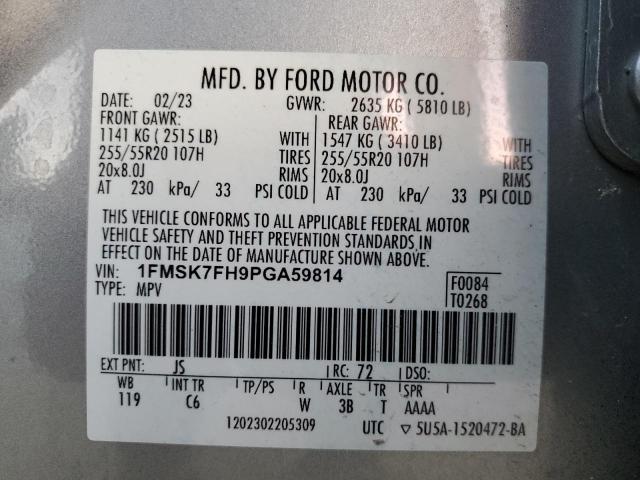 MFD. BY FORD MOTOR CO.
DATE: 02/23 GVWR: 2635 KG ( 5810 LB)
FRONT GAWR: REAR GAWR:
1141 KG ( 2515 LB) WITH 1547 KG ( 3410 LB) WITH
255/55R20 107H TIRES 255/55R20 107H TIRES
20x8.0J RIMS 20x8.0J RIMS
AT 230 kPa/ 33 PSI COLD AT 230 kPa/ 33 PSI COLD
THIS VEHICLE CONFORMS TO ALL APPLICABLE FEDERAL MOTOR
VEHICLE SAFETY AND THEFT PREVENTION STANDARDS IN
EFFECT ON THE DATE OF MANUFACTURE SHOWN ABOVE.
VIN: 1FMSK7FH9PGA59814 F0084
TYPE: MPV T0268
EXT PNT: JS RC: 72 DSO:
WB INT TR TP/PS R AXLE TR SPR
119 C6 W 3B T AAAA
1202302205309 UTC 5U5A-1520472-BA